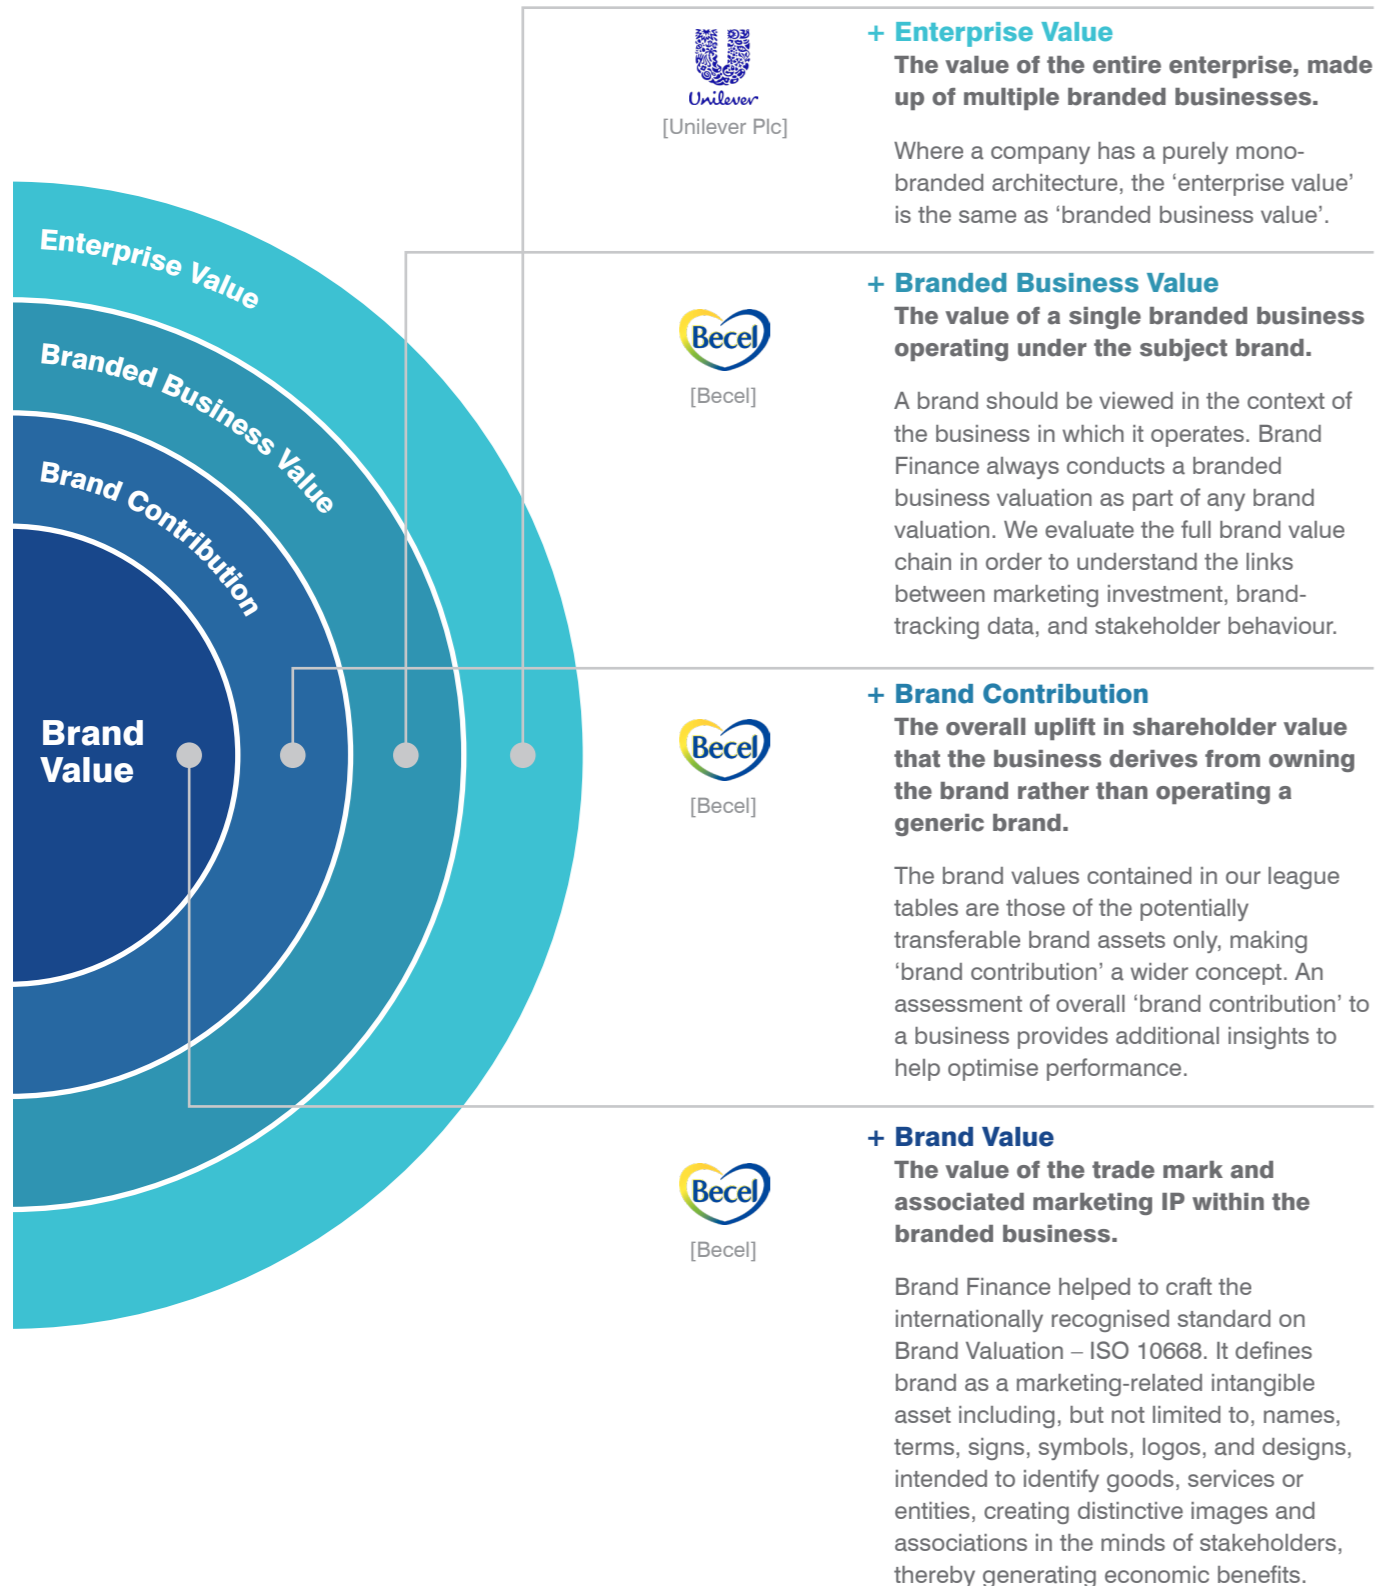 Unilever
[Unilever Plc]
+ Enterprise Value
The value of the entire enterprise, made
up of multiple branded businesses.
Where a company has a purely mono-
branded architecture, the ‘enterprise value’
is the same as ‘branded business value’.
Enterprise Value
Branded Business Value
Brand Contribution
Brand
Value
Becel
[Becel]
+ Branded Business Value
The value of a single branded business
operating under the subject brand.
A brand should be viewed in the context of
the business in which it operates. Brand
Finance always conducts a branded
business valuation as part of any brand
valuation. We evaluate the full brand value
chain in order to understand the links
between marketing investment, brand-
tracking data, and stakeholder behaviour.
Becel
[Becel]
+ Brand Contribution
The overall uplift in shareholder value
that the business derives from owning
the brand rather than operating a
generic brand.
The brand values contained in our league
tables are those of the potentially
transferable brand assets only, making
‘brand contribution’ a wider concept. An
assessment of overall ‘brand contribution’ to
a business provides additional insights to
help optimise performance.
Becel
[Becel]
+ Brand Value
The value of the trade mark and
associated marketing IP within the
branded business.
Brand Finance helped to craft the
internationally recognised standard on
Brand Valuation – ISO 10668. It defines
brand as a marketing-related intangible
asset including, but not limited to, names,
terms, signs, symbols, logos, and designs,
intended to identify goods, services or
entities, creating distinctive images and
associations in the minds of stakeholders,
thereby generating economic benefits.